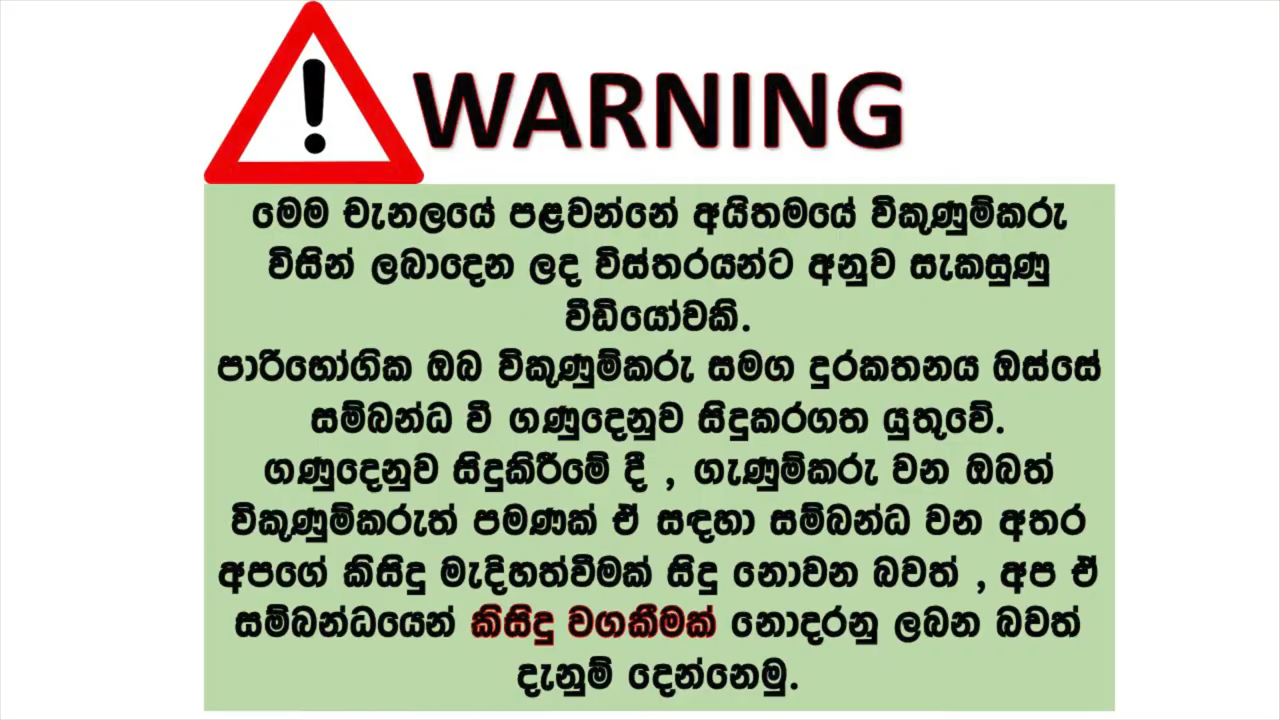 WARNING
මෙම චැනලයේ පළවන්නේ අයිතමයේ විකුණුම්කරු
විසින් ලබාදෙන ලද විස්තරයන්ට අනුව සැකසුණු
වීඩියෝවකි.
පාරිභෝගික ඔබ විකුණුම්කරු සමග දුරකතනය ඔස්සේ
සම්බන්ධ වී ගණුදෙනුව සිදුකරගත යුතුවේ.
ගණුදෙනුව සිදුකිරීමේ දී , ගැණුම්කරු වන ඔබත්
විකුණුම්කරුත් පමණක් ඒ සඳහා සම්බන්ධ වන අතර
අපගේ කිසිදු මැදිහත්වීමක් සිදු නොවන බවත් , අප ඒ
සම්බන්ධයෙන් කිසිදු වගකීමක් නොදරනු ලබන බවත්
දැනුම් දෙන්නෙමු.